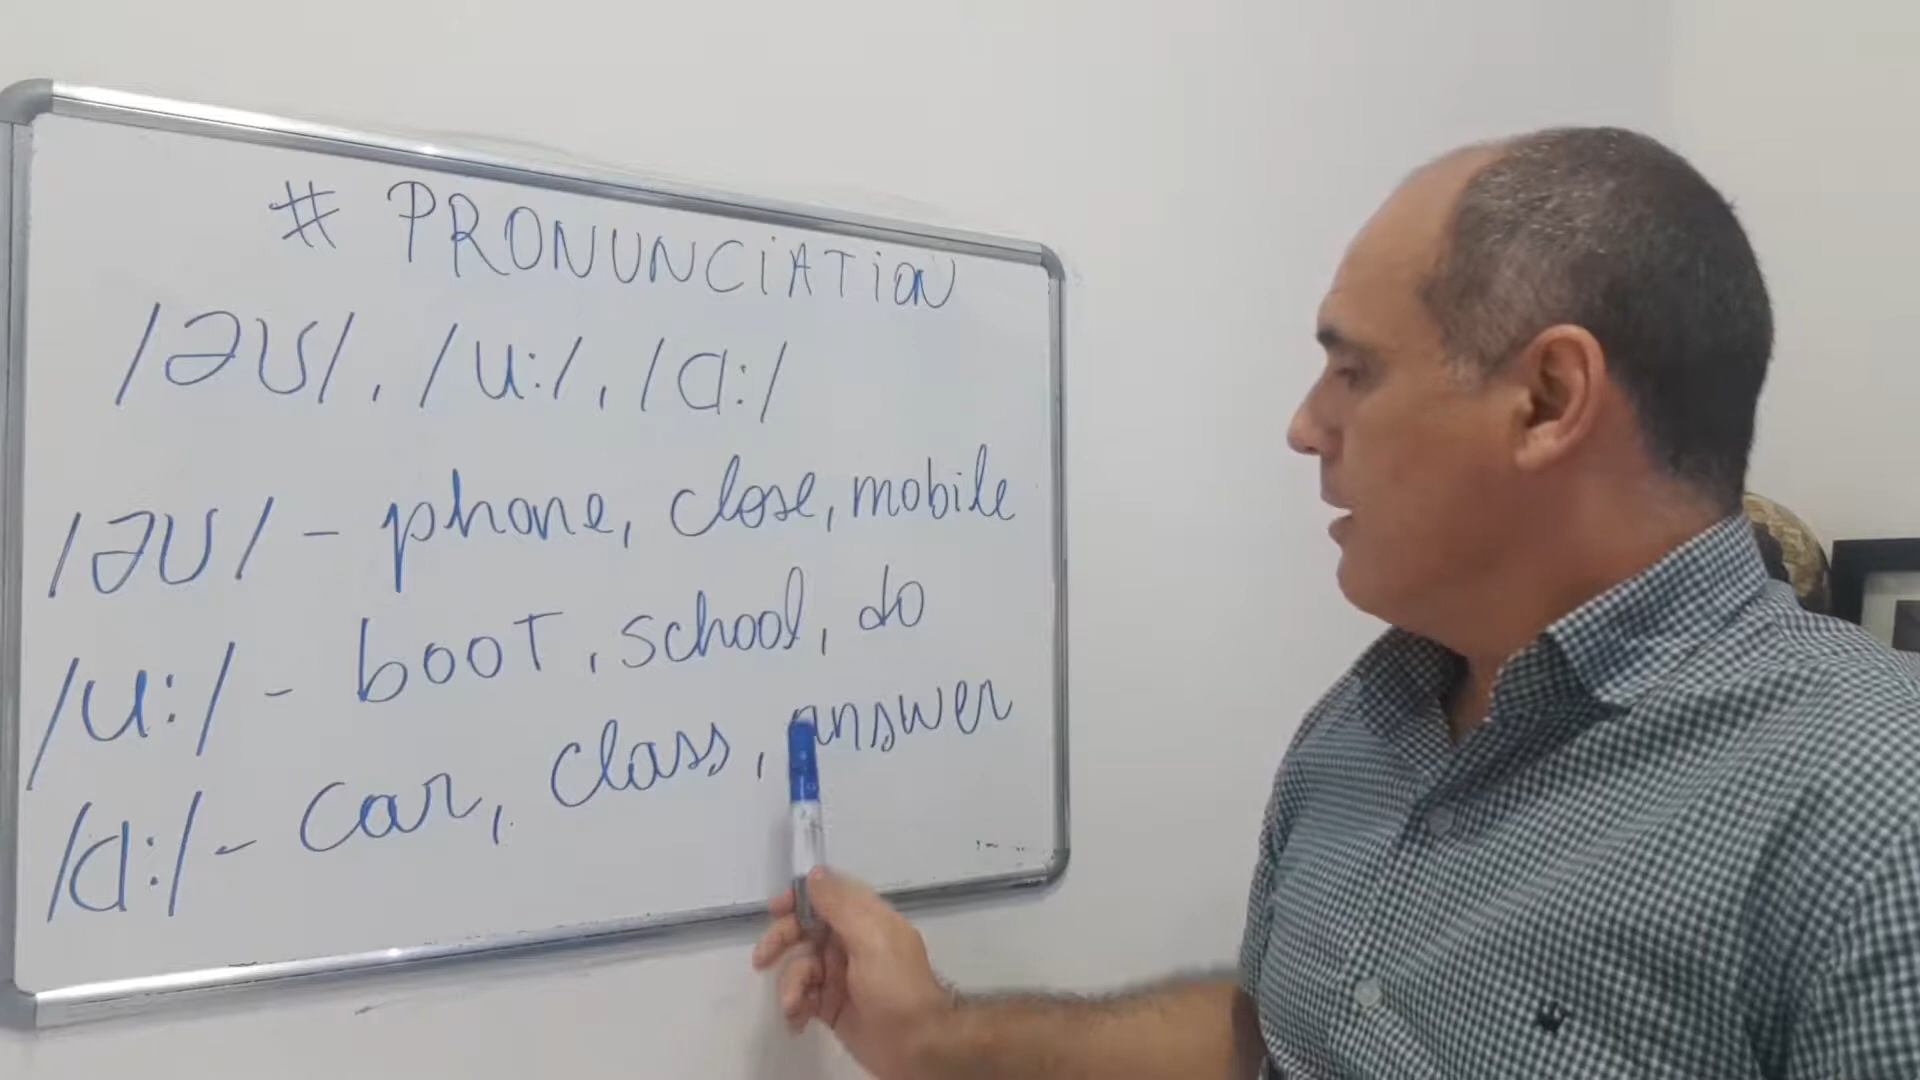 # PRONUNCIATION
/əʊ/, /u:/, /ɑ:/
/əʊ/ - phone, close, mobile
/u:/ - boot, school, do
/ɑ:/ - car, class, answer